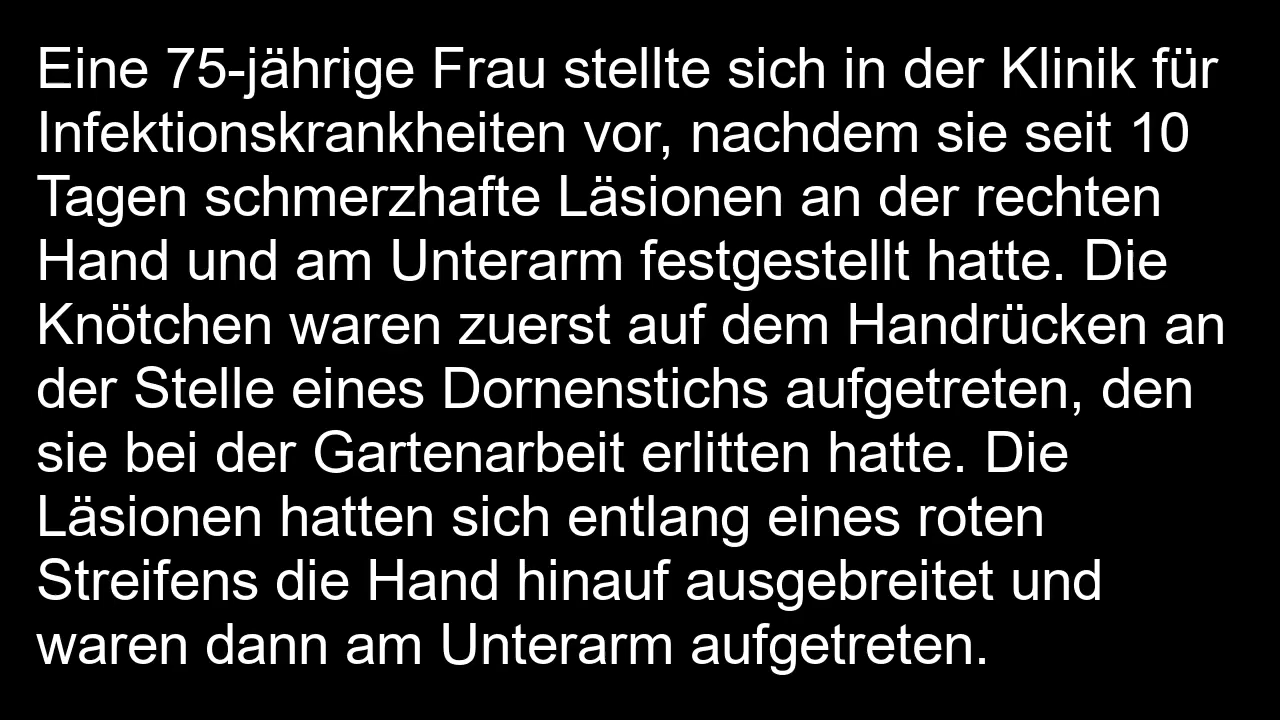 Eine 75-jährige Frau stellte sich in der Klinik für
Infektionskrankheiten vor, nachdem sie seit 10
Tagen schmerzhafte Läsionen an der rechten
Hand und am Unterarm festgestellt hatte. Die
Knötchen waren zuerst auf dem Handrücken an
der Stelle eines Dornenstichs aufgetreten, den
sie bei der Gartenarbeit erlitten hatte. Die
Läsionen hatten sich entlang eines roten
Streifens die Hand hinauf ausgebreitet und
waren dann am Unterarm aufgetreten.